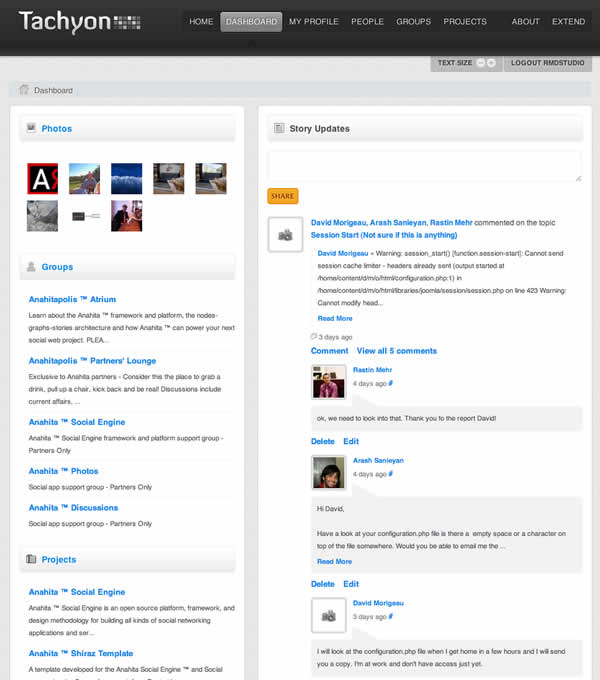 Tachyon
HOME DASHBOARD MY PROFILE PEOPLE GROUPS PROJECTS ABOUT EXTEND
TEXT SIZE LOGOUT RMDSTUDIO
Dashboard
Photos
Groups
Anahitapolis ™ Atrium
Learn about the Anahita ™ framework and platform, the nodes-
graphs-stories architecture and how Anahita ™ can power your next
social web project. PLEA...
Anahitapolis ™ Partners' Lounge
Exclusive to Anahita partners - Consider this the place to grab a
drink, pull up a chair, kick back and be real! Discussions include
current affairs, ...
Anahita ™ Social Engine
Anahita ™ Social Engine framework and platform support group -
Partners Only
Anahita ™ Photos
Social app support group - Partners Only
Anahita ™ Discussions
Social app support group - Partners Only
Projects
Anahita ™ Social Engine
Anahita ™ Social Engine is an open source platform, framework, and
design methodology for building all kinds of social networking
applications and ser...
Anahita ™ Shiraz Template
A template developed for the Anahita Social Engine ™ and Social
Story Updates
SHARE
David Morigeau, Arash Sanieyan, Rastin Mehr commented on the topic
Session Start (Not sure if this is anything)
David Morigeau » Warning: session_start() [function.session-start]: Cannot send
session cache limiter - headers already sent (output started at
/home/content/d/m/o/html/configuration.php:1) in
/home/content/d/m/o/html/libraries/joomla/session/session.php on line 423 Warning:
Cannot modify head...
Read More
3 days ago
Comment View all 5 comments
Rastin Mehr
4 days ago #
ok, we need to look into that. Thank you fo the report David!
Delete Edit
Arash Sanieyan
4 days ago #
Hi David,
Have a look at your configuration.php file is there a empty space or a character on
top of the file somewhere. Would you be able to email me the ...
Read More
Delete Edit
David Morigeau
3 days ago #
I will look at the configuration.php file when I get home in a few hours and I will send
you a copy. I'm at work and don't have access just yet.